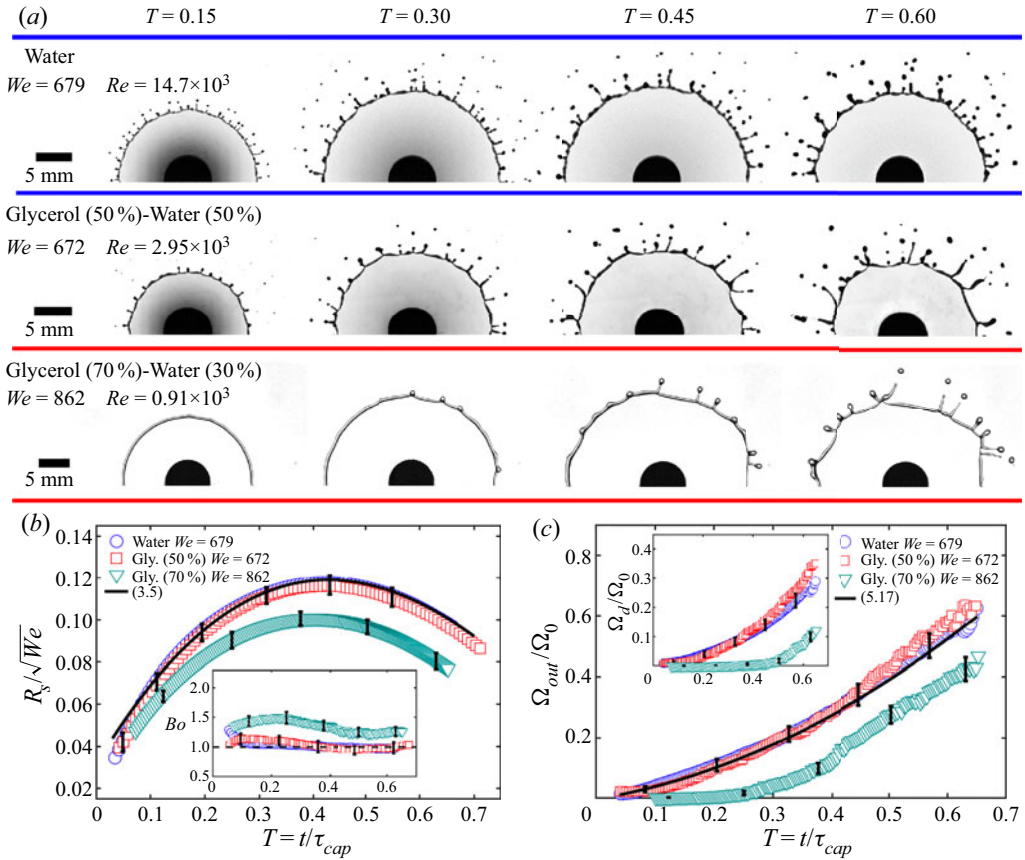 (a) T = 0.15 T = 0.30 T = 0.45 T = 0.60
Water
We = 679 Re = 14.7×10³
5 mm
Glycerol (50 %)-Water (50 %)
We = 672 Re = 2.95×10³
5 mm
Glycerol (70 %)-Water (30 %)
We = 862 Re = 0.91×10³
5 mm
(b)
0.14
0.12
0.10
0.08
0.06
0.04
0.02
R_s/√We
Water We = 679
Gly. (50 %) We = 672
Gly. (70 %) We = 862
(3.5)
Bo
2.0
1.5
1.0
0.5
0 0.2 0.4 0.6
0 0.1 0.2 0.3 0.4 0.5 0.6 0.7
T = t/τ_cap
(c)
0.8
0.6
0.4
0.2
Ω_out/Ω_0
Water We = 679
Gly. (50 %) We = 672
Gly. (70 %) We = 862
(5.17)
Ω_d/Ω_0
0.4
0.3
0.2
0.1
0 0.2 0.4 0.6
0 0.1 0.2 0.3 0.4 0.5 0.6 0.7
T = t/τ_cap